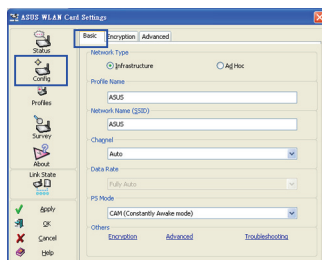 ASUS WLAN Card Settings
Status
Config
Profiles
Survey
About
Link State
Apply
OK
Cancel
Help
Basic
Encryption
Advanced
Network Type
Infrastructure
Ad Hoc
Profile Name
ASUS
Network Name (SSID)
ASUS
Channel
Auto
Data Rate
Fully Auto
PS Mode
CAM (Constantly Awake mode)
Others
Encryption
Advanced
Troubleshooting